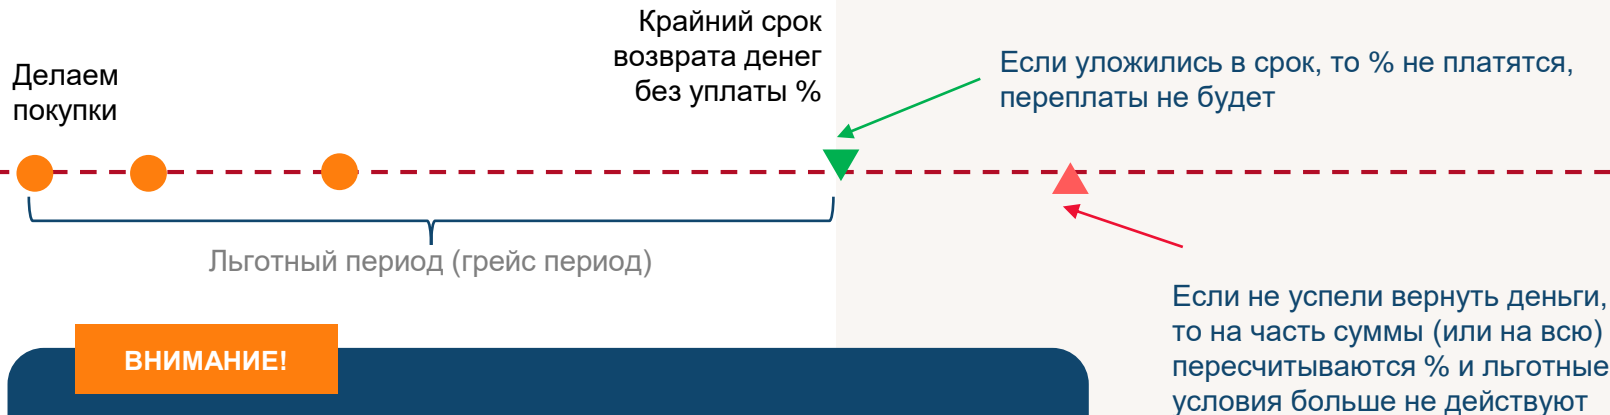 Делаем
покупки
Крайний срок
возврата денег
без уплаты %
Если уложились в срок, то % не платятся,
переплаты не будет
Льготный период (грейс период)
Если не успели вернуть деньги,
то на часть суммы (или на всю)
пересчитываются % и льготные
условия больше не действуют
ВНИМАНИЕ!